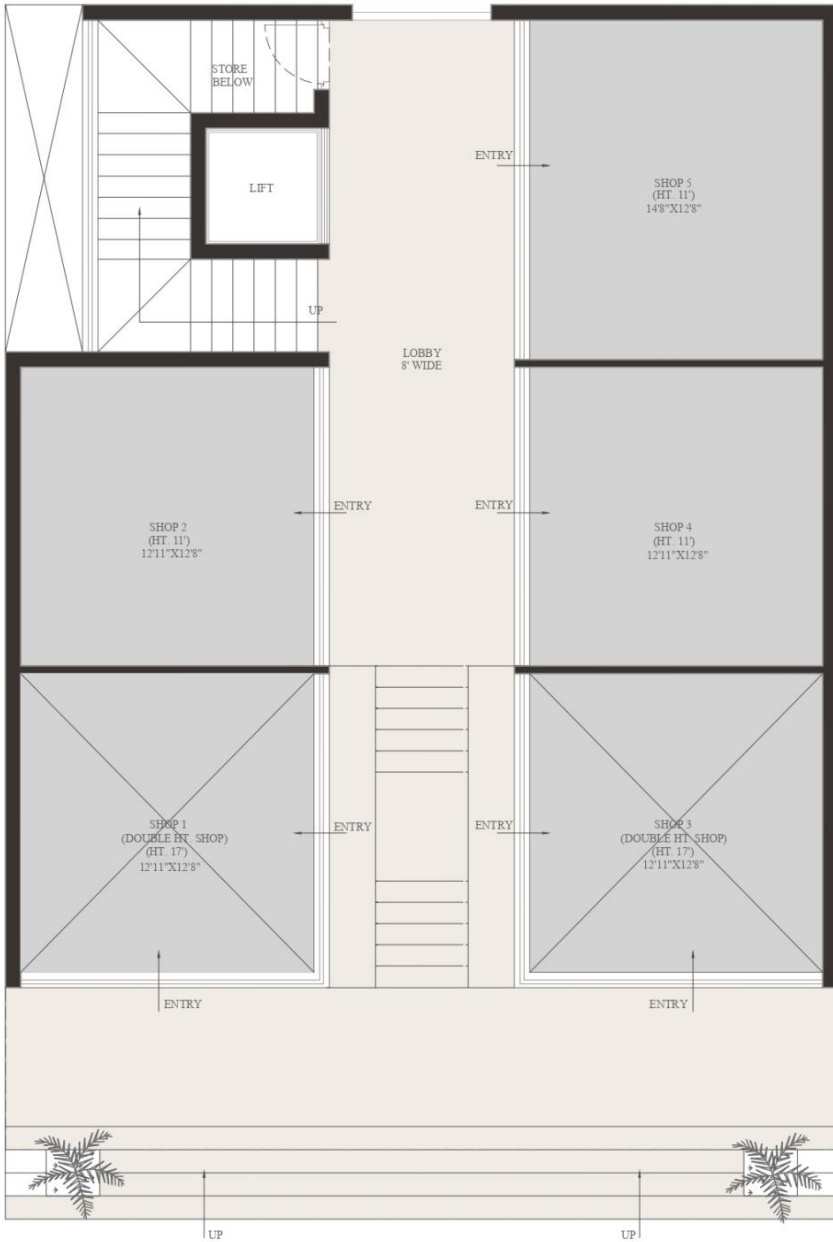 STORE
BELOW
LIFT
ENTRY
SHOP 5
(HT. 11')
14'8"X12'8"
UP
LOBBY
8' WIDE
SHOP 2
(HT. 11')
12'11"X12'8"
ENTRY
ENTRY
SHOP 4
(HT. 11')
12'11"X12'8"
SHOP 1
(DOUBLE HT. SHOP)
(HT. 17')
12'11"X12'8"
ENTRY
ENTRY
SHOP 3
(DOUBLE HT. SHOP)
(HT. 17')
12'11"X12'8"
ENTRY
ENTRY
UP
UP